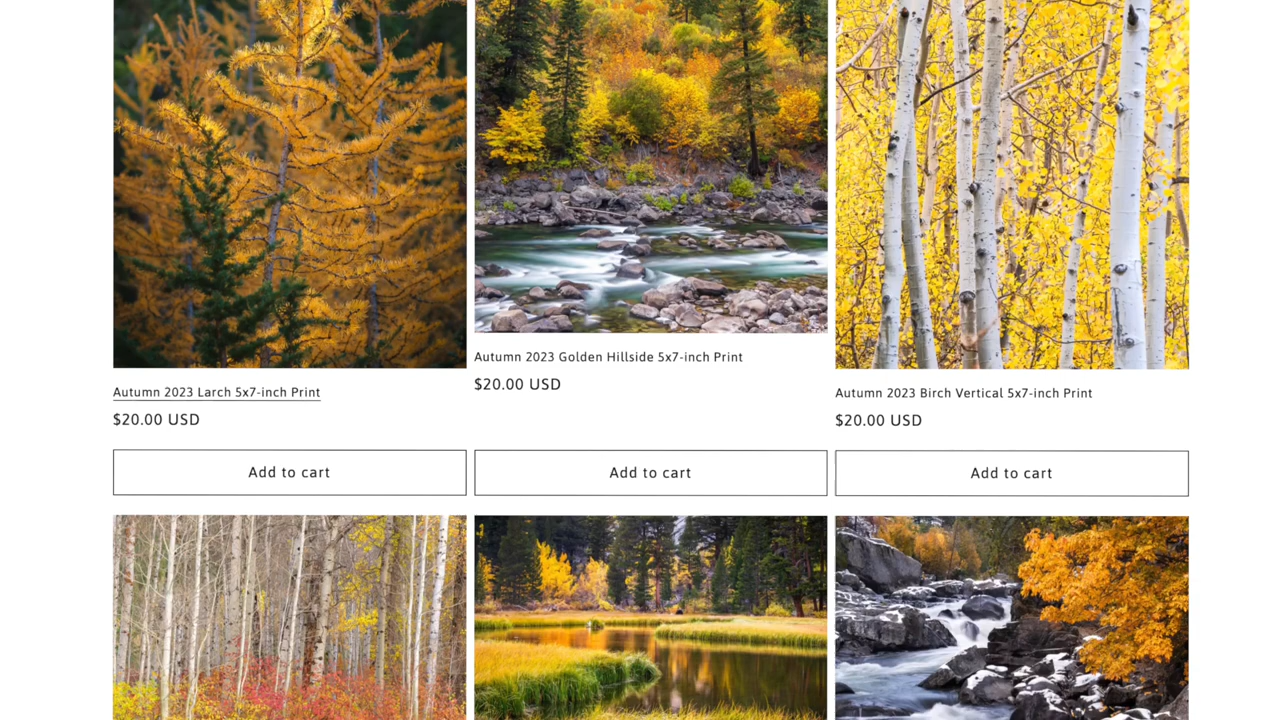 Autumn 2023 Larch 5x7-inch Print
$20.00 USD
Add to cart
Autumn 2023 Golden Hillside 5x7-inch Print
$20.00 USD
Add to cart
Autumn 2023 Birch Vertical 5x7-inch Print
$20.00 USD
Add to cart